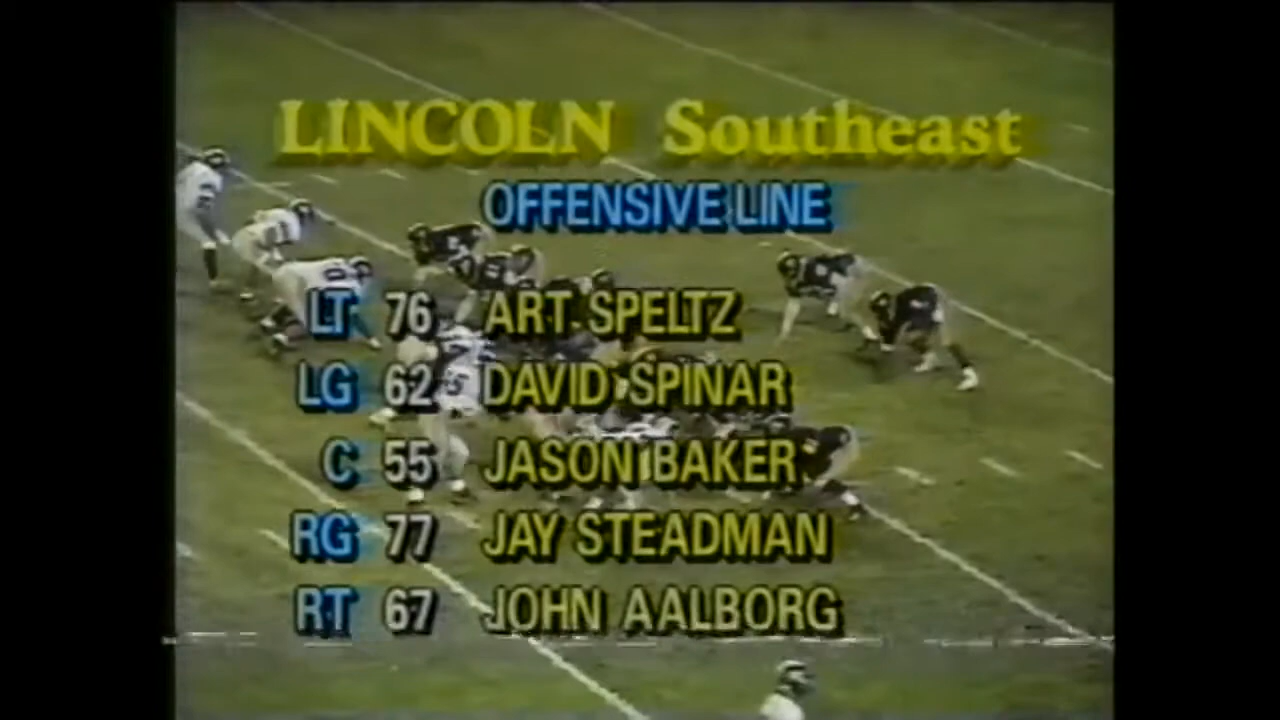 LINCOLN Southeast
OFFENSIVE LINE
LT 76 ART SPELTZ
LG 62 DAVID SPINAR
C 55 JASON BAKER
RG 77 JAY STEADMAN
RT 67 JOHN AALBORG